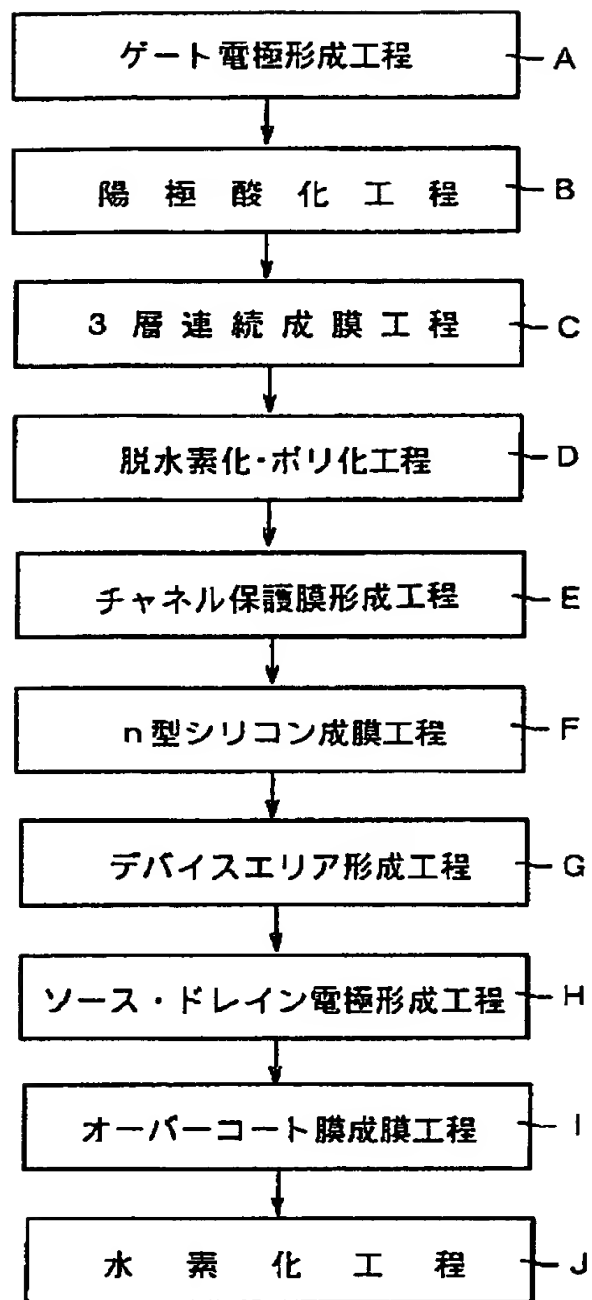 ゲート電極形成工程 A
陽極酸化工程 B
3層連続成膜工程 C
脱水素化・ポリ化工程 D
チャネル保護膜形成工程 E
n型シリコン成膜工程 F
デバイスエリア形成工程 G
ソース・ドレイン電極形成工程 H
オーバーコート膜成膜工程 I
水素化工程 J